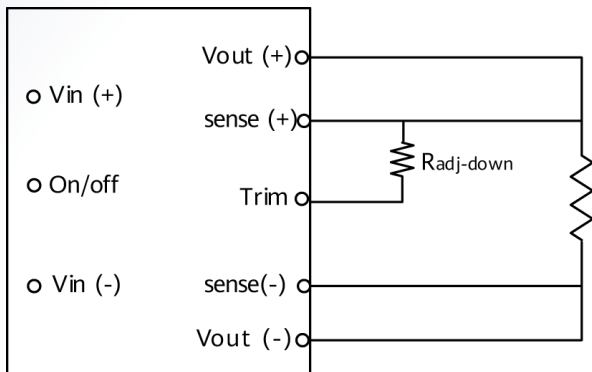 Vout (+)
Vin (+)
sense (+)
Radj-down
On/off
Trim
Vin (-)
sense(-)
Vout (-)